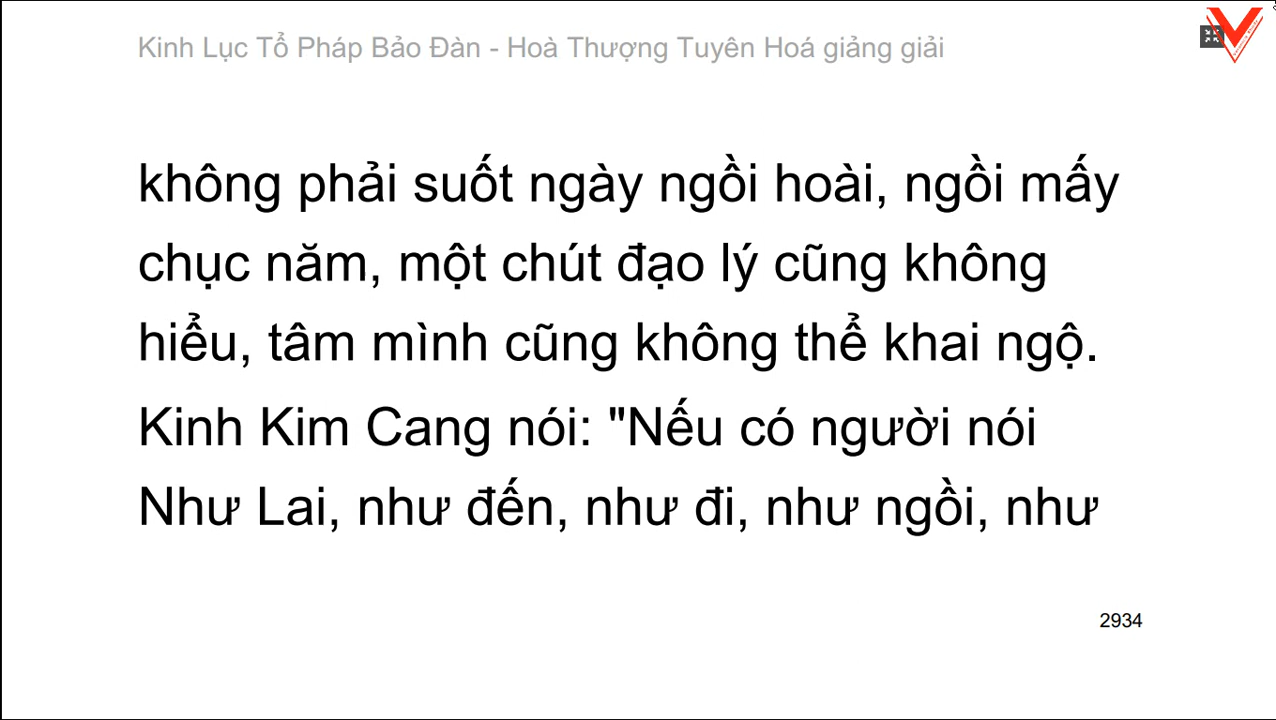 Kinh Lục Tổ Pháp Bảo Đàn - Hoà Thượng Tuyên Hoá giảng giải
không phải suốt ngày ngồi hoài, ngồi mấy
chục năm, một chút đạo lý cũng không
hiểu, tâm mình cũng không thể khai ngộ.
Kinh Kim Cang nói: "Nếu có người nói
Như Lai, như đến, như đi, như ngồi, như
2934